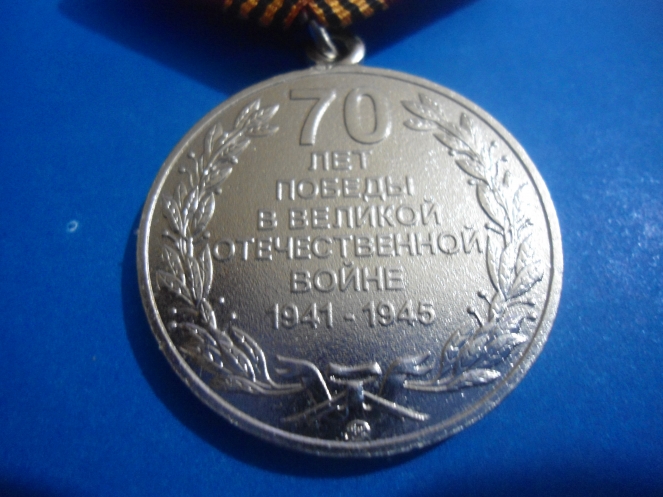 70
ЛЕТ
ПОБЕДЫ
В ВЕЛИКОЙ
ОТЕЧЕСТВЕННОЙ
ВОЙНЕ
1941 - 1945